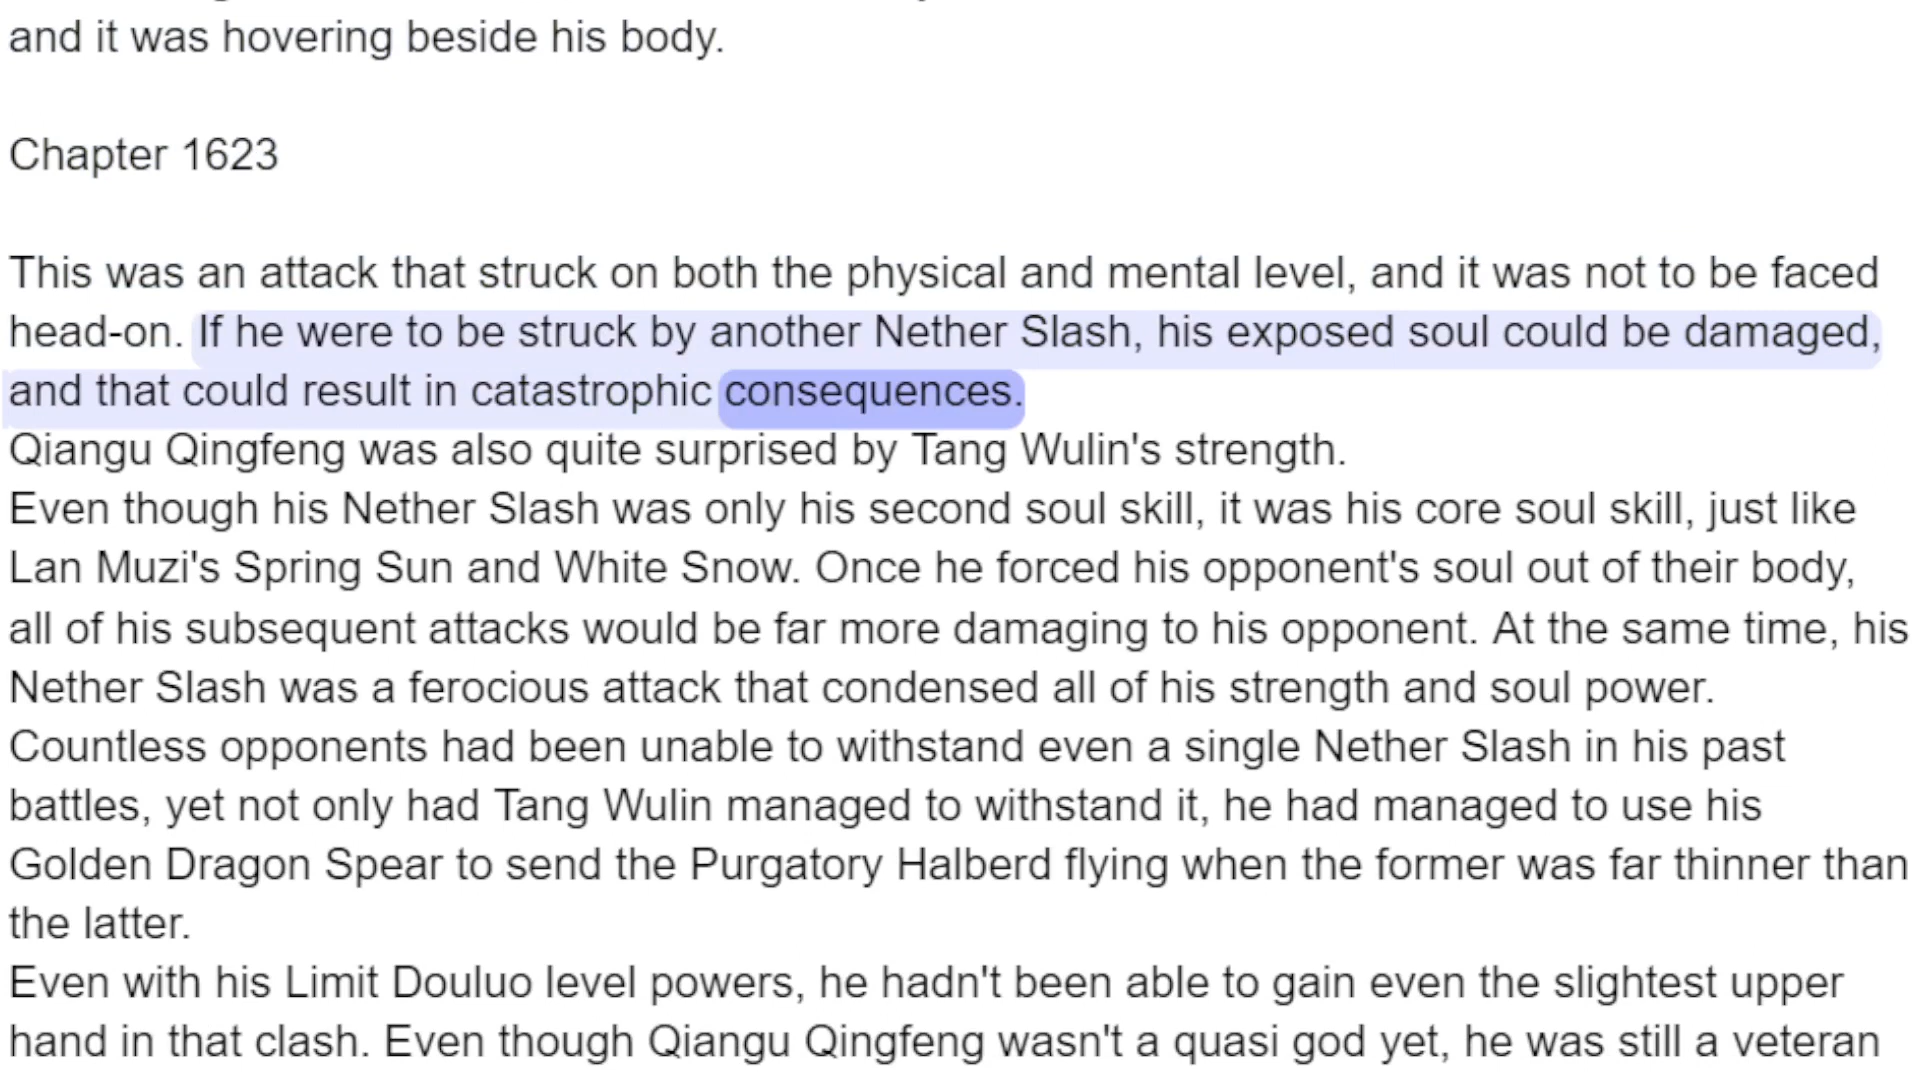 and it was hovering beside his body.
Chapter 1623
This was an attack that struck on both the physical and mental level, and it was not to be faced
head-on. If he were to be struck by another Nether Slash, his exposed soul could be damaged,
and that could result in catastrophic consequences.
Qiangu Qingfeng was also quite surprised by Tang Wulin's strength.
Even though his Nether Slash was only his second soul skill, it was his core soul skill, just like
Lan Muzi's Spring Sun and White Snow. Once he forced his opponent's soul out of their body,
all of his subsequent attacks would be far more damaging to his opponent. At the same time, his
Nether Slash was a ferocious attack that condensed all of his strength and soul power.
Countless opponents had been unable to withstand even a single Nether Slash in his past
battles, yet not only had Tang Wulin managed to withstand it, he had managed to use his
Golden Dragon Spear to send the Purgatory Halberd flying when the former was far thinner than
the latter.
Even with his Limit Douluo level powers, he hadn't been able to gain even the slightest upper
hand in that clash. Even though Qiangu Qingfeng wasn't a quasi god yet, he was still a veteran